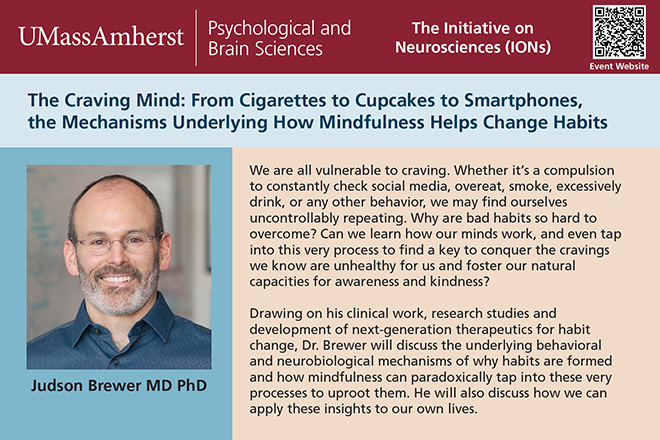 UMassAmherst
Psychological and
Brain Sciences
The Initiative on
Neurosciences (IONs)
Event Website
The Craving Mind: From Cigarettes to Cupcakes to Smartphones,
the Mechanisms Underlying How Mindfulness Helps Change Habits
Judson Brewer MD PhD
We are all vulnerable to craving. Whether it’s a compulsion
to constantly check social media, overeat, smoke, excessively
drink, or any other behavior, we may find ourselves
uncontrollably repeating. Why are bad habits so hard to
overcome? Can we learn how our minds work, and even tap
into this very process to find a key to conquer the cravings
we know are unhealthy for us and foster our natural
capacities for awareness and kindness?
Drawing on his clinical work, research studies and
development of next-generation therapeutics for habit
change, Dr. Brewer will discuss the underlying behavioral
and neurobiological mechanisms of why habits are formed
and how mindfulness can paradoxically tap into these very
processes to uproot them. He will also discuss how we can
apply these insights to our own lives.